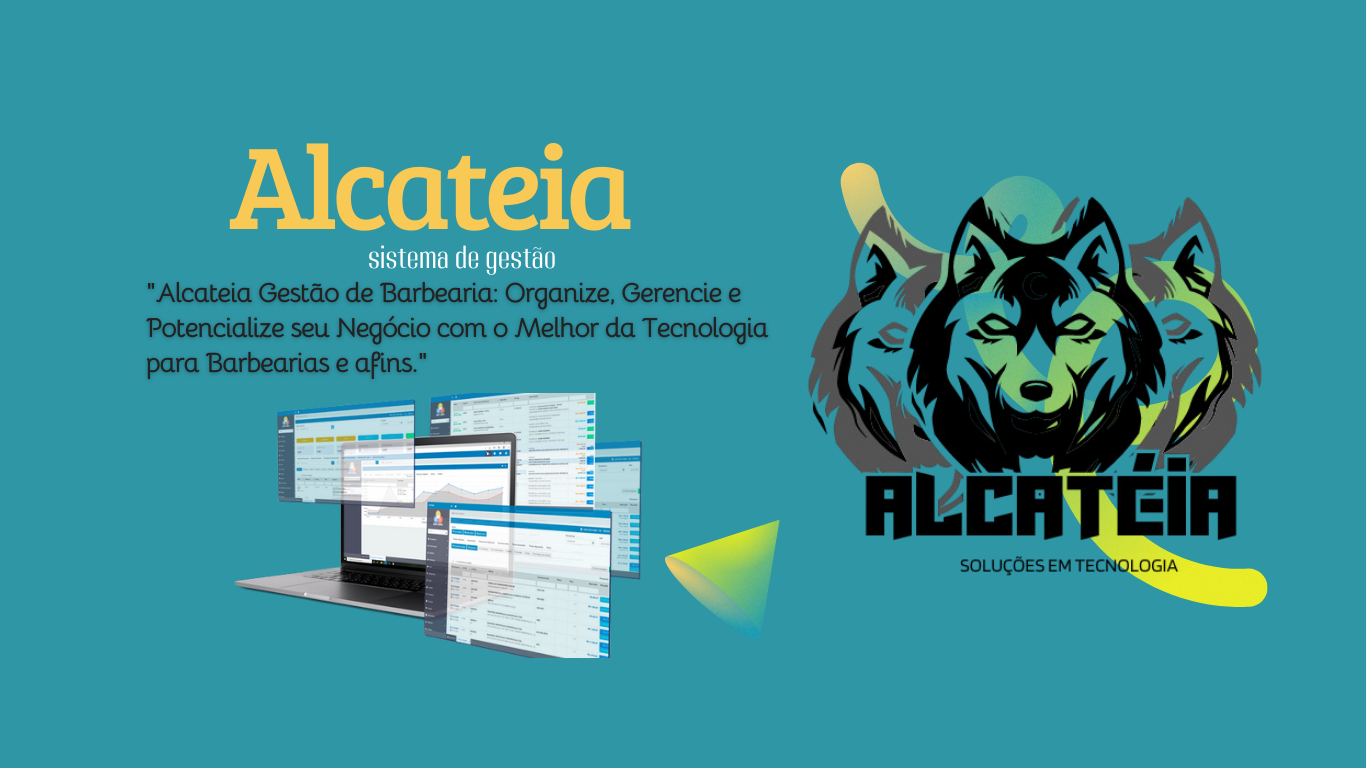 Alcateia
sistema de gestão
"Alcateia Gestão de Barbearia: Organize, Gerencie e
Potencialize seu Negócio com o Melhor da Tecnologia
para Barbearias e afins."
ALCATÉIA
SOLUÇÕES EM TECNOLOGIA